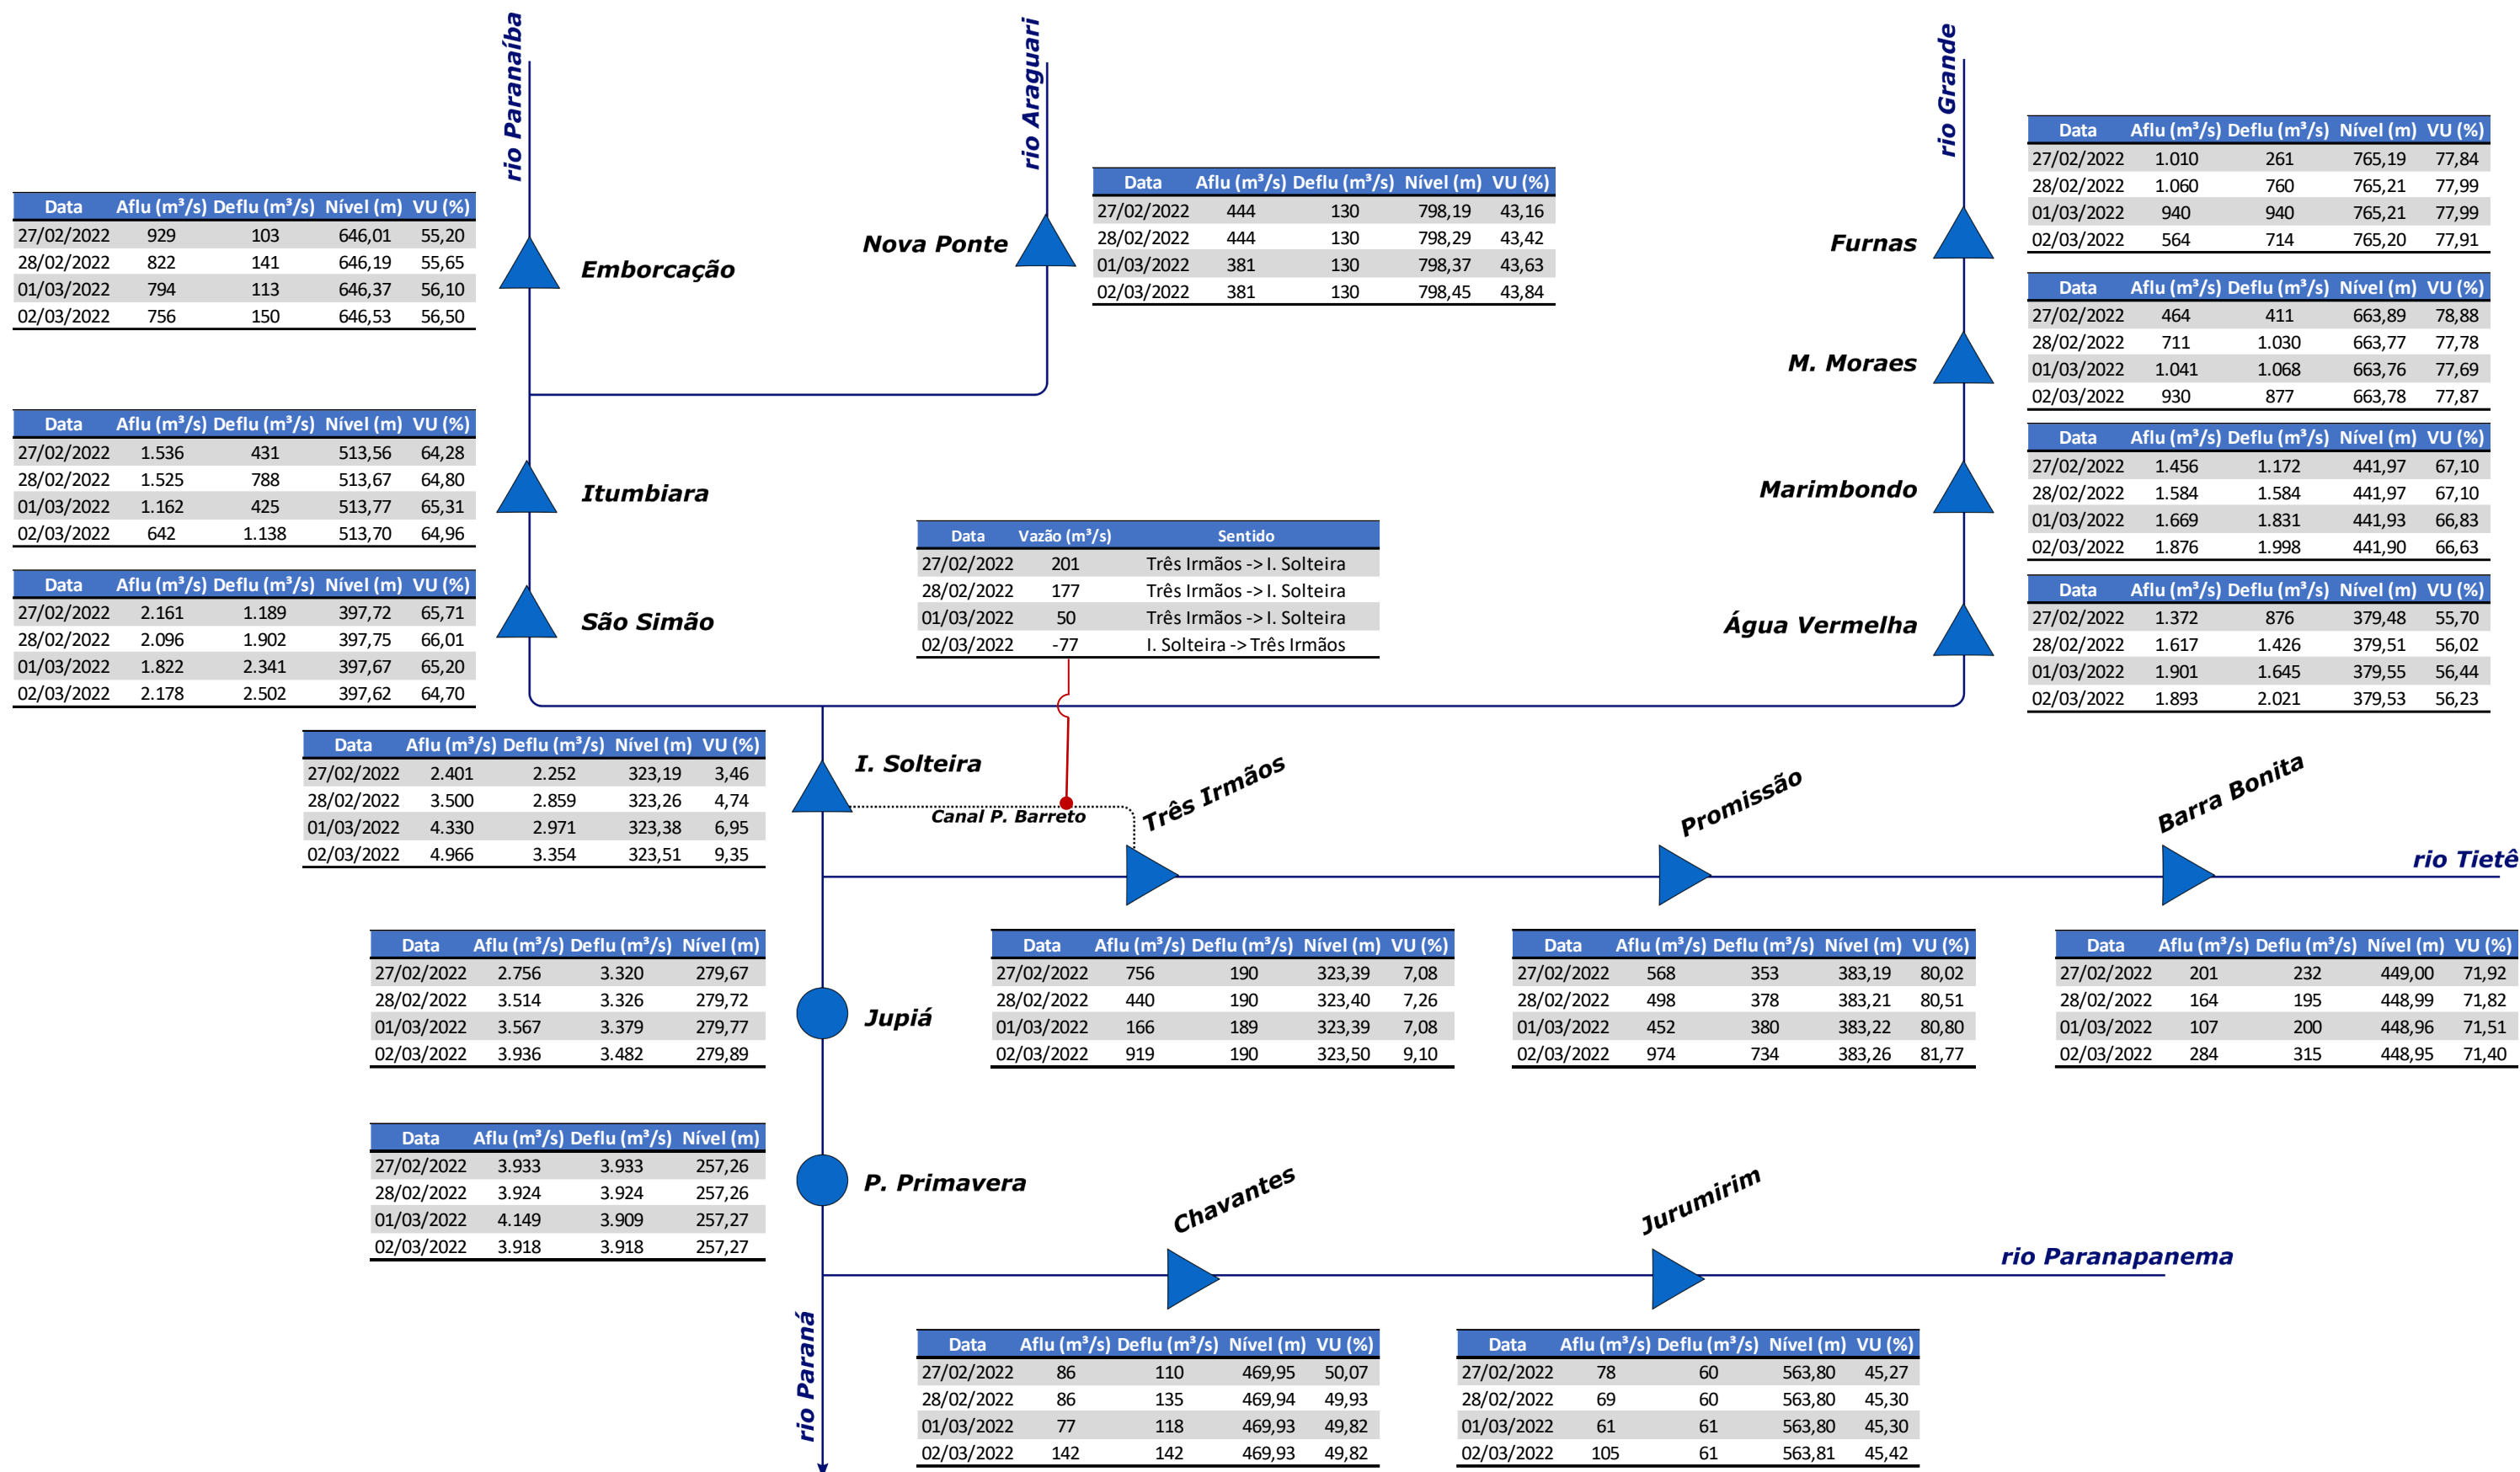 rio Paranaíba
rio Araguari
rio Grande
Data Aflu (m³/s) Deflu (m³/s) Nível (m) VU (%)
27/02/2022 1.010 261 765,19 77,84
28/02/2022 1.060 760 765,21 77,99
01/03/2022 940 940 765,21 77,99
02/03/2022 564 714 765,20 77,91
Furnas
Data Aflu (m³/s) Deflu (m³/s) Nível (m) VU (%)
27/02/2022 444 130 798,19 43,16
28/02/2022 444 130 798,29 43,42
01/03/2022 381 130 798,37 43,63
02/03/2022 381 130 798,45 43,84
Nova Ponte
Data Aflu (m³/s) Deflu (m³/s) Nível (m) VU (%)
27/02/2022 929 103 646,01 55,20
28/02/2022 822 141 646,19 55,65
01/03/2022 794 113 646,37 56,10
02/03/2022 756 150 646,53 56,50
Emborcação
Data Aflu (m³/s) Deflu (m³/s) Nível (m) VU (%)
27/02/2022 464 411 663,89 78,88
28/02/2022 711 1.030 663,77 77,78
01/03/2022 1.041 1.068 663,76 77,69
02/03/2022 930 877 663,78 77,87
M. Moraes
Data Aflu (m³/s) Deflu (m³/s) Nível (m) VU (%)
27/02/2022 1.536 431 513,56 64,28
28/02/2022 1.525 788 513,67 64,80
01/03/2022 1.162 425 513,77 65,31
02/03/2022 642 1.138 513,70 64,96
Itumbiara
Data Aflu (m³/s) Deflu (m³/s) Nível (m) VU (%)
27/02/2022 1.456 1.172 441,97 67,10
28/02/2022 1.584 1.584 441,97 67,10
01/03/2022 1.669 1.831 441,93 66,83
02/03/2022 1.876 1.998 441,90 66,63
Marimbondo
Data Vazão (m³/s) Sentido
27/02/2022 201 Três Irmãos -> I. Solteira
28/02/2022 177 Três Irmãos -> I. Solteira
01/03/2022 50 Três Irmãos -> I. Solteira
02/03/2022 -77 I. Solteira -> Três Irmãos
Data Aflu (m³/s) Deflu (m³/s) Nível (m) VU (%)
27/02/2022 2.161 1.189 397,72 65,71
28/02/2022 2.096 1.902 397,75 66,01
01/03/2022 1.822 2.341 397,67 65,20
02/03/2022 2.178 2.502 397,62 64,70
São Simão
Data Aflu (m³/s) Deflu (m³/s) Nível (m) VU (%)
27/02/2022 1.372 876 379,48 55,70
28/02/2022 1.617 1.426 379,51 56,02
01/03/2022 1.901 1.645 379,55 56,44
02/03/2022 1.893 2.021 379,53 56,23
Água Vermelha
Data Aflu (m³/s) Deflu (m³/s) Nível (m) VU (%)
27/02/2022 2.401 2.252 323,19 3,46
28/02/2022 3.500 2.859 323,26 4,74
01/03/2022 4.330 2.971 323,38 6,95
02/03/2022 4.966 3.354 323,51 9,35
I. Solteira
Canal P. Barreto
Três Irmãos
Promissão
Barra Bonita
rio Tietê
Data Aflu (m³/s) Deflu (m³/s) Nível (m)
27/02/2022 2.756 3.320 279,67
28/02/2022 3.514 3.326 279,72
01/03/2022 3.567 3.379 279,77
02/03/2022 3.936 3.482 279,89
Jupiá
Data Aflu (m³/s) Deflu (m³/s) Nível (m) VU (%)
27/02/2022 756 190 323,39 7,08
28/02/2022 440 190 323,40 7,26
01/03/2022 166 189 323,39 7,08
02/03/2022 919 190 323,50 9,10
Data Aflu (m³/s) Deflu (m³/s) Nível (m) VU (%)
27/02/2022 568 353 383,19 80,02
28/02/2022 498 378 383,21 80,51
01/03/2022 452 380 383,22 80,80
02/03/2022 974 734 383,26 81,77
Data Aflu (m³/s) Deflu (m³/s) Nível (m) VU (%)
27/02/2022 201 232 449,00 71,92
28/02/2022 164 195 448,99 71,82
01/03/2022 107 200 448,96 71,51
02/03/2022 284 315 448,95 71,40
Data Aflu (m³/s) Deflu (m³/s) Nível (m)
27/02/2022 3.933 3.933 257,26
28/02/2022 3.924 3.924 257,26
01/03/2022 4.149 3.909 257,27
02/03/2022 3.918 3.918 257,27
P. Primavera
Chavantes
Jurumirim
rio Paranapanema
rio Paraná
Data Aflu (m³/s) Deflu (m³/s) Nível (m) VU (%)
27/02/2022 86 110 469,95 50,07
28/02/2022 86 135 469,94 49,93
01/03/2022 77 118 469,93 49,82
02/03/2022 142 142 469,93 49,82
Data Aflu (m³/s) Deflu (m³/s) Nível (m) VU (%)
27/02/2022 78 60 563,80 45,27
28/02/2022 69 60 563,80 45,30
01/03/2022 61 61 563,80 45,30
02/03/2022 105 61 563,81 45,42